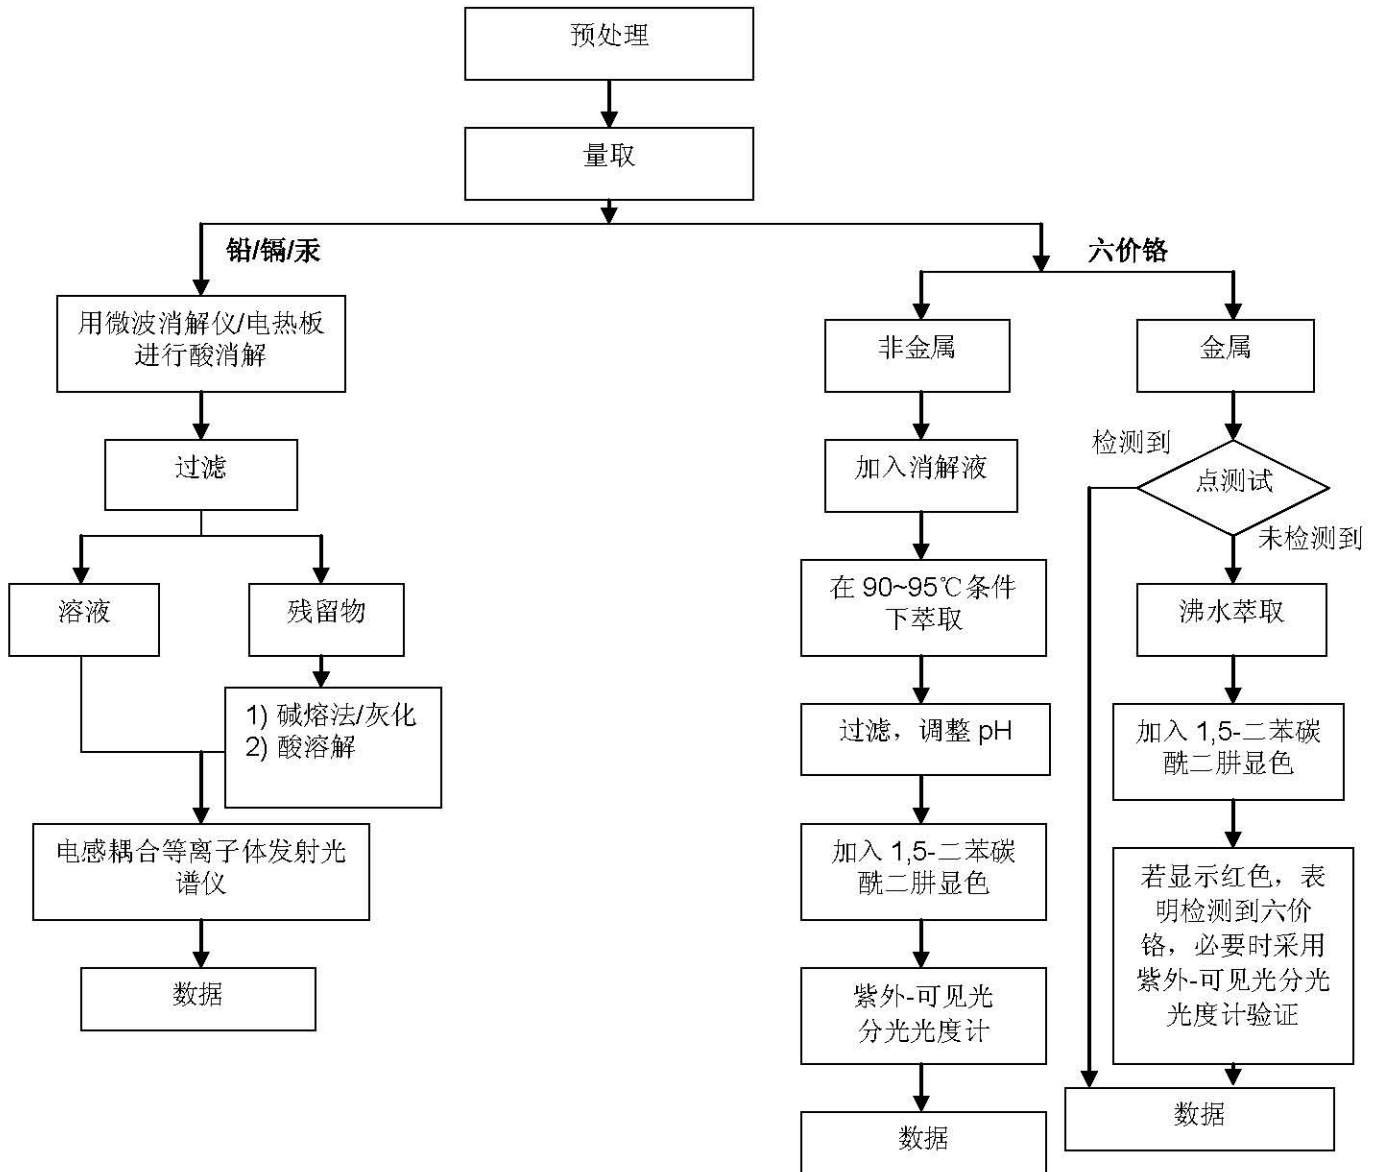 预处理
量取
铅/镉/汞
六价铬
用微波消解仪/电热板
进行酸消解
过滤
溶液
残留物
1) 碱熔法/灰化
2) 酸溶解
电感耦合等离子体发射光
谱仪
数据
非金属
加入消解液
在 90~95℃条件
下萃取
过滤，调整 pH
加入 1,5-二苯碳
酰二肼显色
紫外-可见光
分光光度计
数据
金属
检测到
点测试
未检测到
沸水萃取
加入 1,5-二苯碳
酰二肼显色
若显示红色，表
明检测到六价
铬，必要时采用
紫外-可见光分光
光度计验证
数据